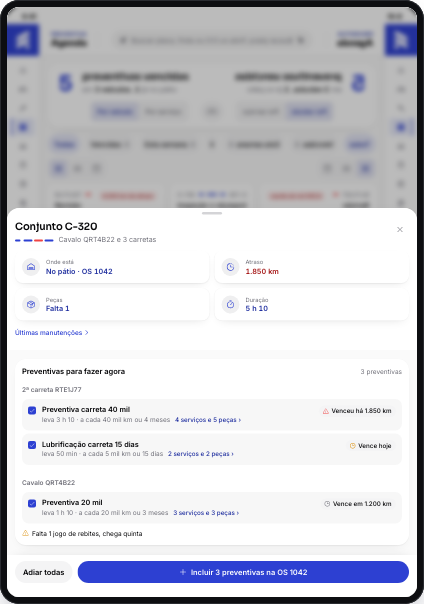 Conjunto C-320
Cavalo QRT4B22 e 3 carretas
Onde está
No pátio · OS 1042
Atraso
1.850 km
Peças
Falta 1
Duração
5 h 10
Últimas manutenções >
Preventivas para fazer agora
3 preventivas
2ª carreta RTE1J77
Preventiva carreta 40 mil
Venceu há 1.850 km
leva 3 h 10 · a cada 40 mil km ou 4 meses 4 serviços e 5 peças ›
Lubrificação carreta 15 dias
Vence hoje
leva 50 min · a cada 5 mil km ou 15 dias 2 serviços e 2 peças ›
Cavalo QRT4B22
Preventiva 20 mil
Vence em 1.200 km
leva 1 h 10 · a cada 20 mil km ou 3 meses 3 serviços e 3 peças ›
Falta 1 jogo de rebites, chega quinta
Adiar todas
+ Incluir 3 preventivas na OS 1042